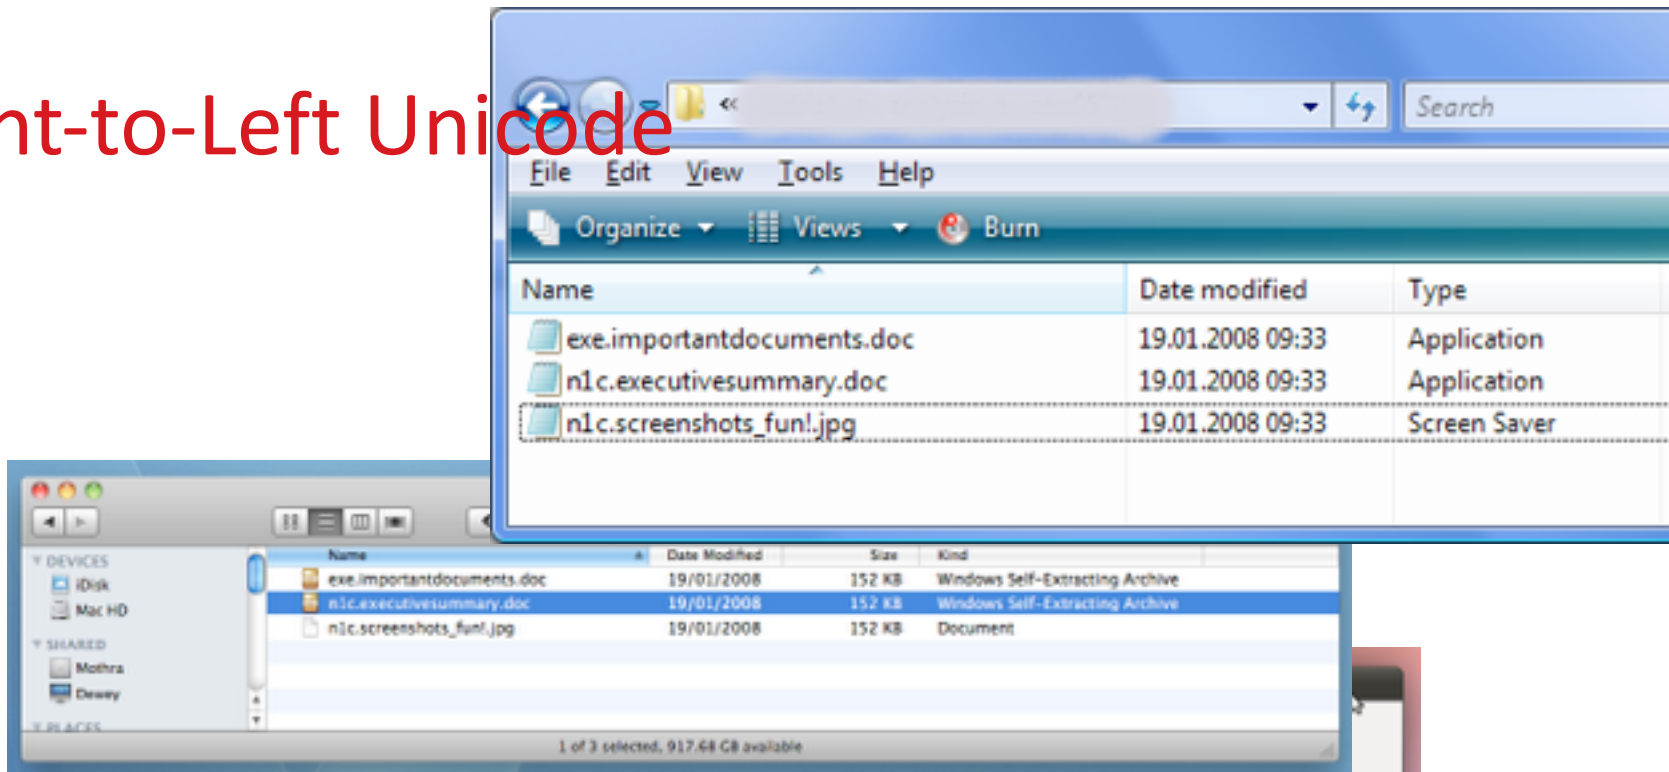 nt-to-Left Unicode
« Search
File Edit View Tools Help
Organize Views Burn
Name Date modified Type
exe.importantdocuments.doc 19.01.2008 09:33 Application
n1c.executivesummary.doc 19.01.2008 09:33 Application
n1c.screenshots_fun!.jpg 19.01.2008 09:33 Screen Saver
Name Date Modified Size Kind
DEVICES
iDisk
Mac HD
SHARED
Mothra
Dewey
PLACES
exe.importantdocuments.doc 19/01/2008 152 KB Windows Self-Extracting Archive
n1c.executivesummary.doc 19/01/2008 152 KB Windows Self-Extracting Archive
n1c.screenshots_fun!.jpg 19/01/2008 152 KB Document
1 of 3 selected, 917.68 GB available